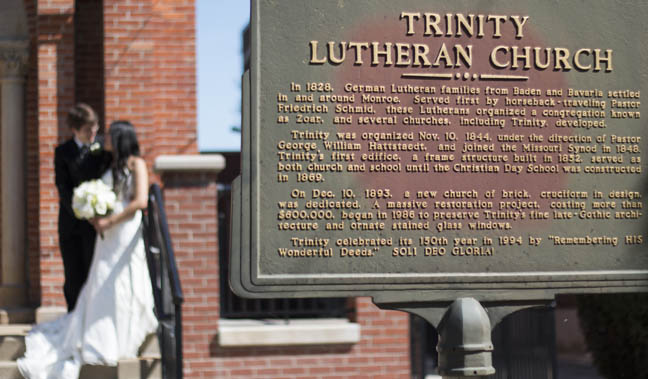 TRINITY
LUTHERAN CHURCH
In 1828, German Lutheran families from Baden and Bavaria settled
in and around Monroe. Served first by horseback-traveling Pastor
Friedrich Schmid, these Lutherans organized a congregation known
as Zoar, and several churches, including Trinity, developed.
Trinity was organized Nov. 10, 1844, under the direction of Pastor
George William Hattstaedt, and joined the Missouri Synod in 1848.
Trinity's first edifice, a frame structure built in 1832, served as
both church and school until the Christian Day School was constructed
in 1869.
On Dec. 10, 1893, a new church of brick, cruciform in design,
was dedicated. A massive restoration project, costing more than
$600,000, began in 1986 to preserve Trinity's fine late-Gothic archi-
tecture and ornate stained glass windows.
Trinity celebrated its 150th year in 1994 by "Remembering HIS
Wonderful Deeds." SOLI DEO GLORIA!